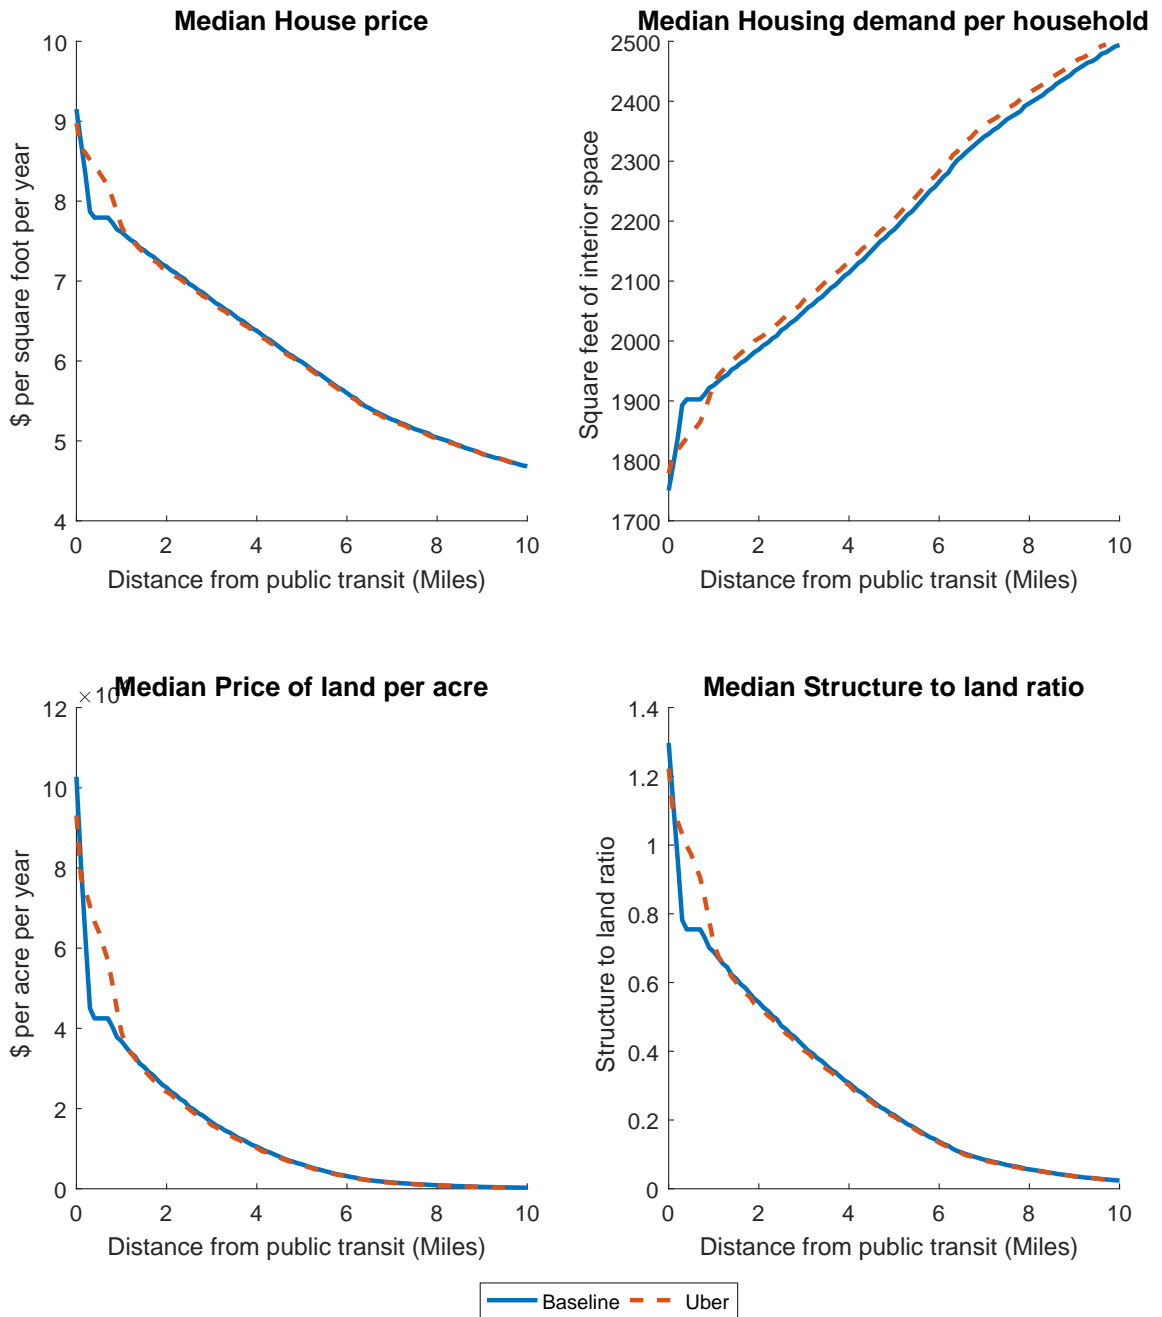 Median House price
10
9
8
7
6
5
4
$ per square foot per year
0 2 4 6 8 10
Distance from public transit (Miles)
Median Housing demand per household
2500
2400
2300
2200
2100
2000
1900
1800
1700
Square feet of interior space
0 2 4 6 8 10
Distance from public transit (Miles)
Median Price of land per acre
× 10
12
10
8
6
4
2
0
$ per acre per year
0 2 4 6 8 10
Distance from public transit (Miles)
Median Structure to land ratio
1.4
1.2
1
0.8
0.6
0.4
0.2
0
Structure to land ratio
0 2 4 6 8 10
Distance from public transit (Miles)
Baseline Uber